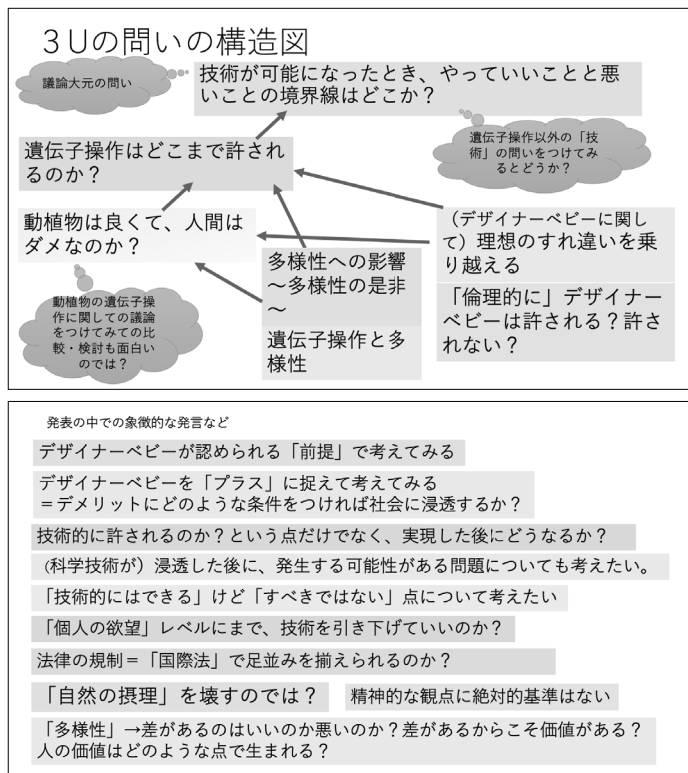 ３Uの問いの構造図
議論大元の問い
技術が可能になったとき、やっていいことと悪
いことの境界線はどこか？
遺伝子操作以外の「技
術」の問いをつけてみ
るとどうか？
遺伝子操作はどこまで許され
るのか？
動植物は良くて、人間は
ダメなのか？
（デザイナーベビーに関し
て）理想のすれ違いを乗
り越える
多様性への影響
〜多様性の是非
〜
「倫理的に」デザイナー
ベビーは許される？許さ
れない？
動植物の遺伝子操
作に関しての議論
をつけてみての比
較・検討も面白い
のでは？
遺伝子操作と多
様性
発表の中での象徴的な発言など
デザイナーベビーが認められる「前提」で考えてみる
デザイナーベビーを「プラス」に捉えて考えてみる
＝デメリットにどのような条件をつければ社会に浸透するか？
技術的に許されるのか？という点だけでなく、実現した後にどうなるか？
（科学技術が）浸透した後に、発生する可能性がある問題についても考えたい。
「技術的にはできる」けど「すべきではない」点について考えたい
「個人の欲望」レベルにまで、技術を引き下げていいのか？
法律の規制＝「国際法」で足並みを揃えられるのか？
「自然の摂理」を壊すのでは？
精神的な観点に絶対的基準はない
「多様性」→差があるのはいいのか悪いのか？差があるからこそ価値がある？
人の価値はどのような点で生まれる？